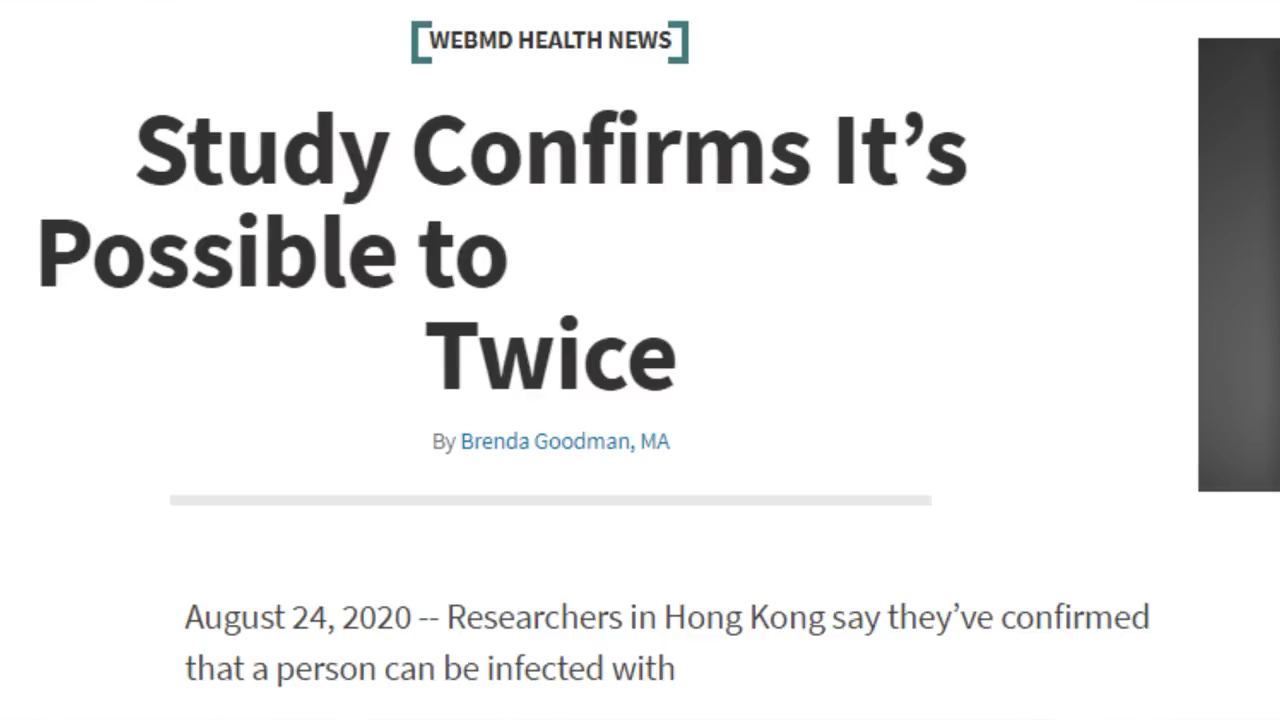 WEBMD HEALTH NEWS
Study Confirms It’s
Possible to
Twice
By Brenda Goodman, MA
August 24, 2020 -- Researchers in Hong Kong say they’ve confirmed
that a person can be infected with